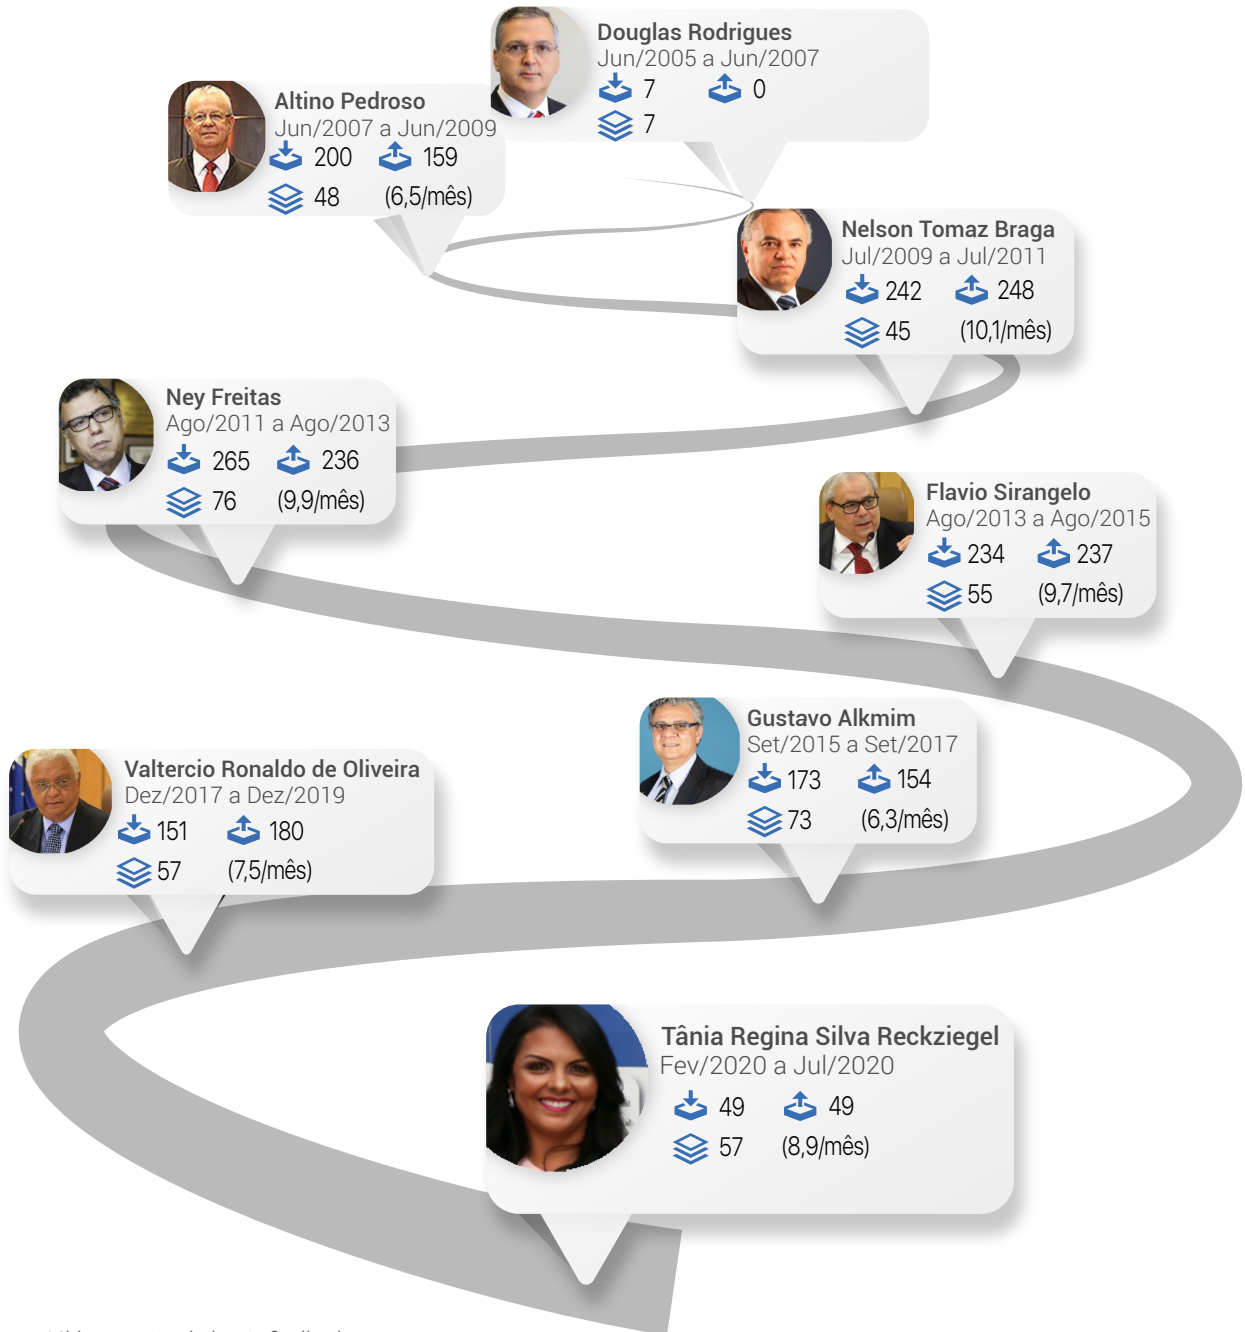 Douglas Rodrigues
Jun/2005 a Jun/2007
7 0
7
Altino Pedroso
Jun/2007 a Jun/2009
200 159
48 (6,5/mês)
Nelson Tomaz Braga
Jul/2009 a Jul/2011
242 248
45 (10,1/mês)
Ney Freitas
Ago/2011 a Ago/2013
265 236
76 (9,9/mês)
Flavio Sirangelo
Ago/2013 a Ago/2015
234 237
55 (9,7/mês)
Gustavo Alkmim
Set/2015 a Set/2017
173 154
73 (6,3/mês)
Valtercio Ronaldo de Oliveira
Dez/2017 a Dez/2019
151 180
57 (7,5/mês)
Tânia Regina Silva Reckziegel
Fev/2020 a Jul/2020
49 49
57 (8,9/mês)